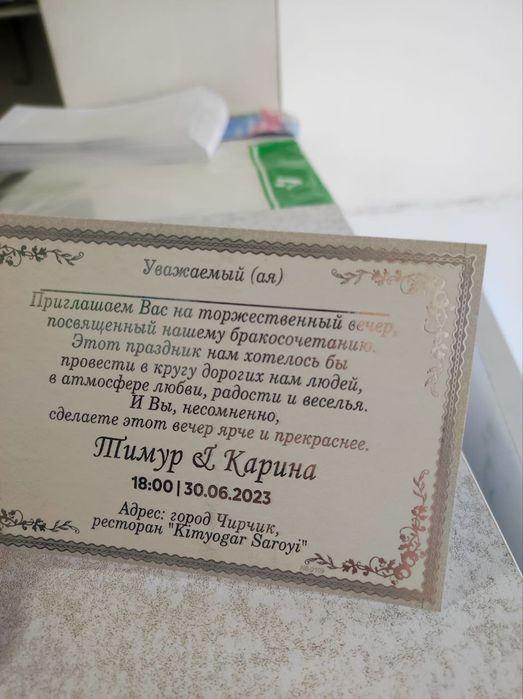 Уважаемый (ая)
Приглашаем Вас на торжественный вечер,
посвященный нашему бракосочетанию.
Этот праздник нам хотелось бы
провести в кругу дорогих нам людей,
в атмосфере любви, радости и веселья.
И Вы, несомненно,
сделаете этот вечер ярче и прекраснее.
Тимур & Карина
18:00 | 30.06.2023
Адрес: город Чирчик,
ресторан "Kimyogar Saroyi"